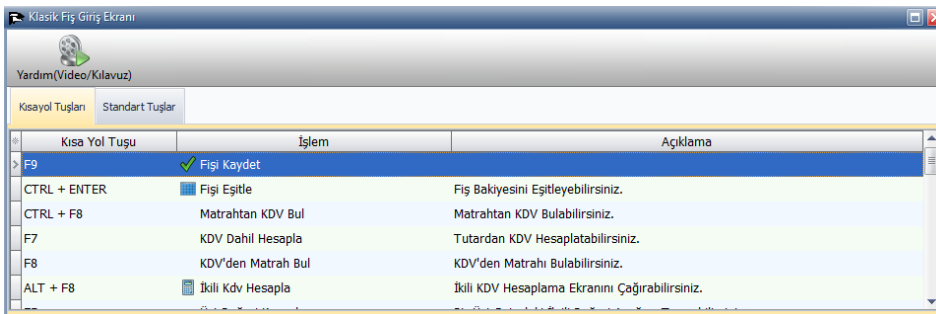 Klasik Fiş Giriş Ekranı
Yardım(Video/Kılavuz)
Kısayol Tuşları Standart Tuşlar
Kısa Yol Tuşu İşlem Açıklama
F9 Fişi Kaydet
CTRL + ENTER Fişi Eşitle Fiş Bakiyesini Eşitleyebilirsiniz.
CTRL + F8 Matrahtan KDV Bul Matrahtan KDV Bulabilirsiniz.
F7 KDV Dahil Hesapla Tutardan KDV Hesaplatabilirsiniz.
F8 KDV'den Matrah Bul KDV'den Matrahı Bulabilirsiniz.
ALT + F8 İkili Kdv Hesapla İkili KDV Hesaplama Ekranını Çağırabilirsiniz.